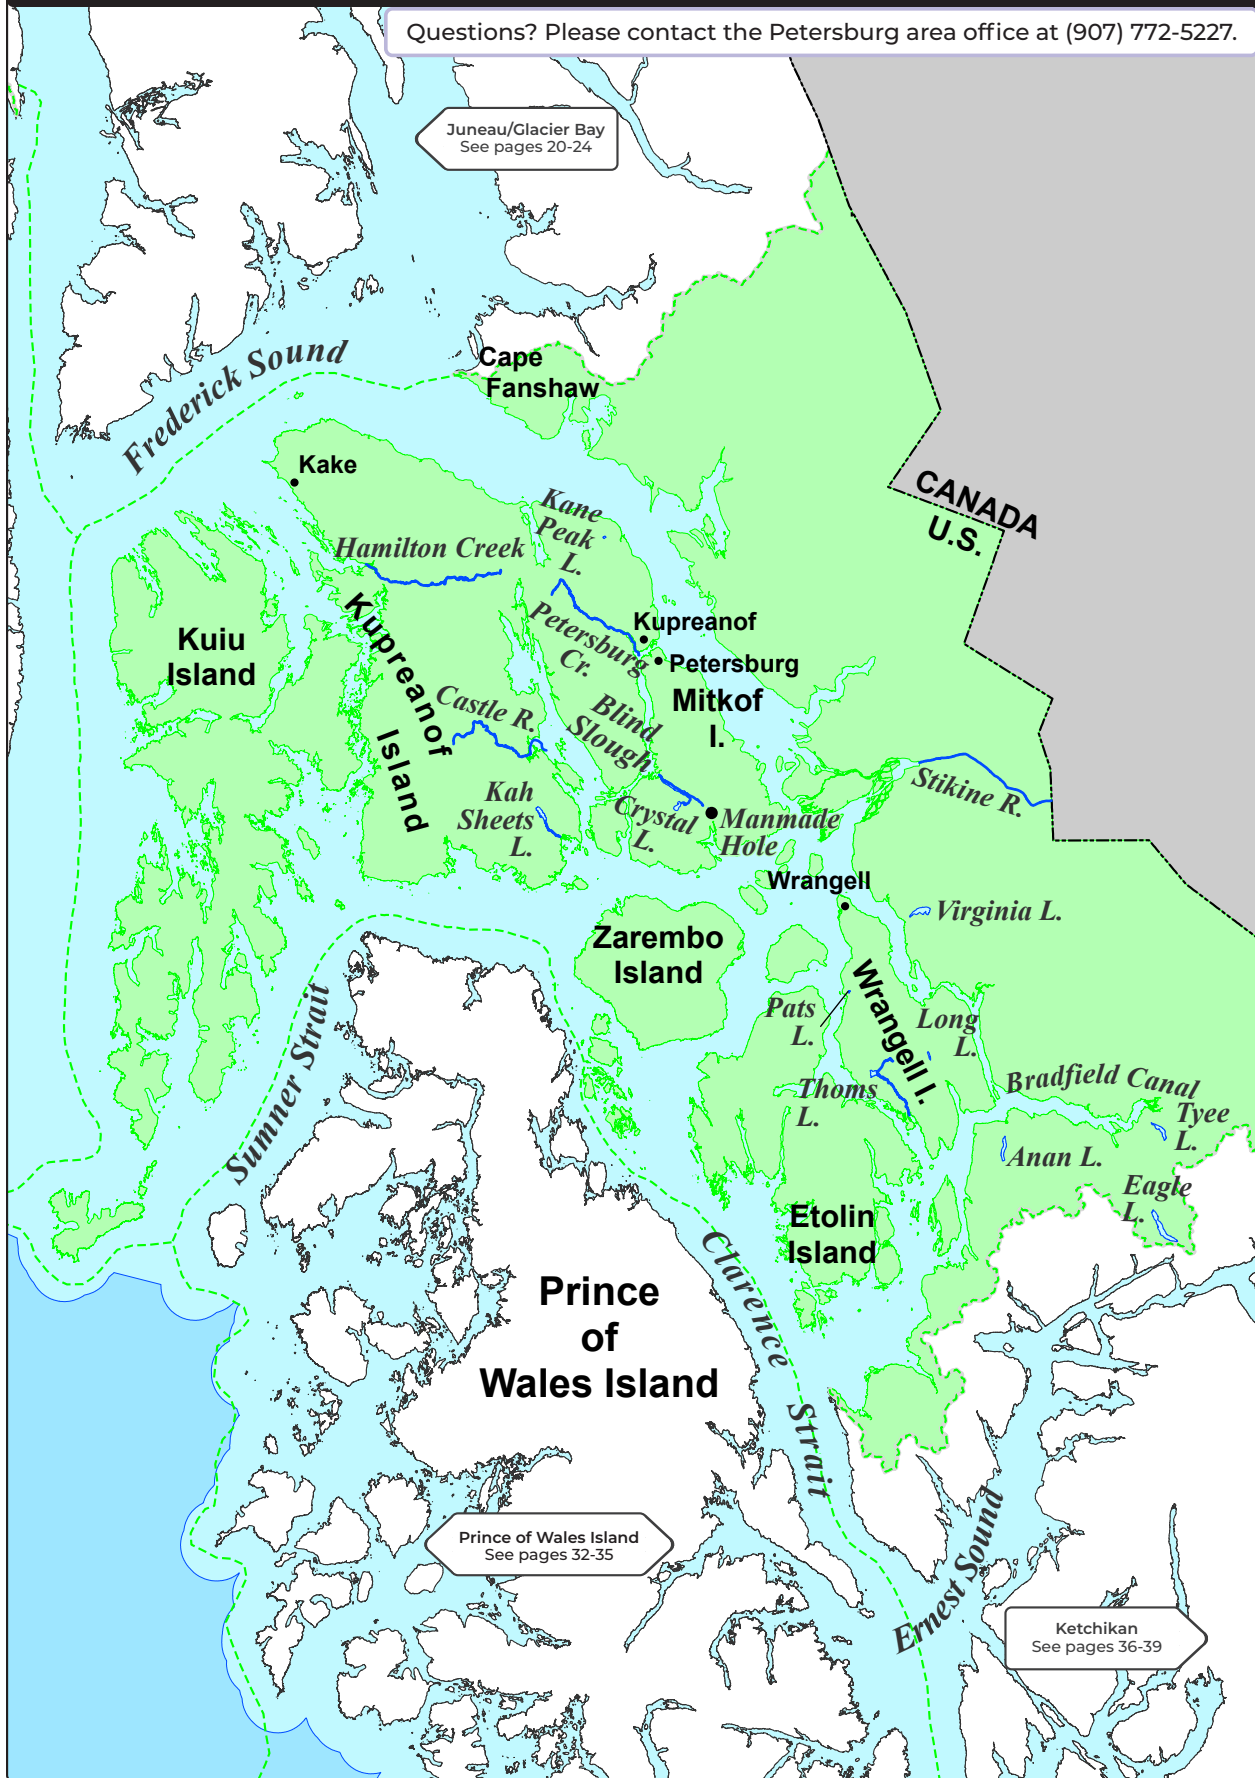 Questions? Please contact the Petersburg area office at (907) 772-5227.
Juneau/Glacier Bay
See pages 20-24
Frederick Sound
Cape
Fanshaw
Kake
Kane
Peak
L.
CANADA
U.S.
Hamilton Creek
Kuiu
Island
Kupreanof
Island
Petersburg
Cr.
Kupreanof
Petersburg
Mitkof
I.
Castle R.
Blind
Slough
Stikine R.
Kah
Sheets
L.
Crystal
L.
Manmade
Hole
Wrangell
Virginia L.
Zarembo
Island
Wrangell I.
Pats
L.
Long
L.
Sumner Strait
Thoms
L.
Bradfield Canal
Tyee
L.
Anan L.
Eagle
L.
Etolin
Island
Clarence
Strait
Prince
of
Wales Island
Ernest Sound
Prince of Wales Island
See pages 32-35
Ketchikan
See pages 36-39